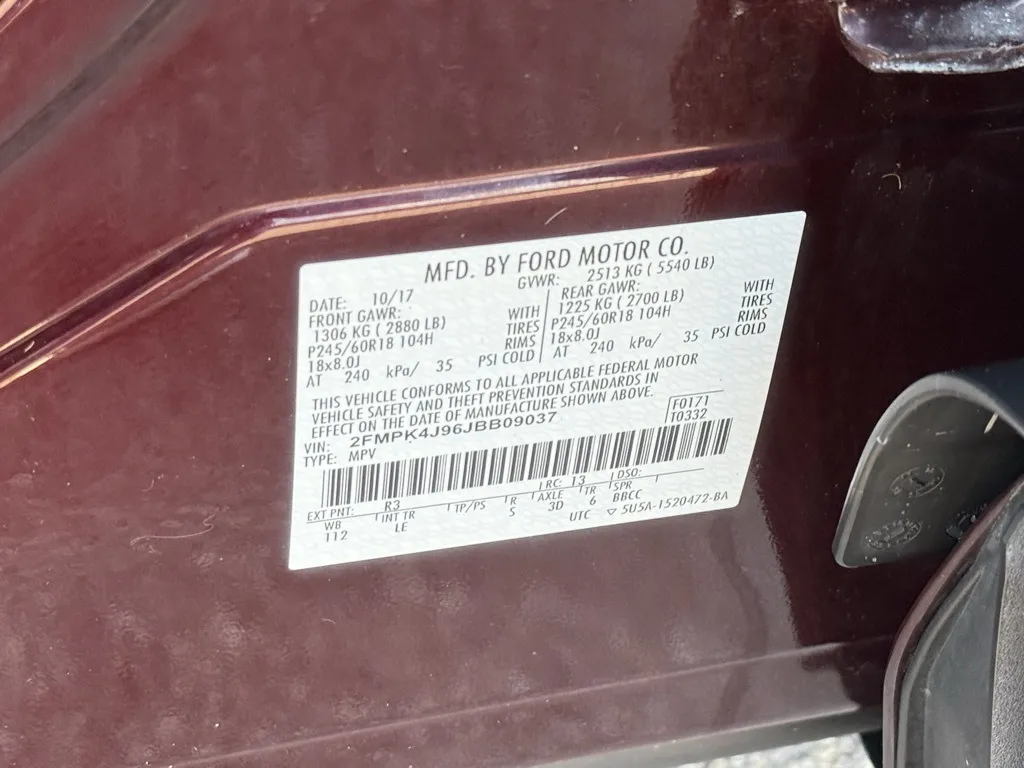 MFD. BY FORD MOTOR CO.
DATE: 10/17
GVWR: 2513 KG ( 5540 LB)
FRONT GAWR:
1306 KG ( 2880 LB) WITH
P245/60R18 104H TIRES
18x8.0J RIMS
AT 240 kPa/ 35 PSI COLD
REAR GAWR:
1225 KG ( 2700 LB) WITH
P245/60R18 104H TIRES
18x8.0J RIMS
AT 240 kPa/ 35 PSI COLD
THIS VEHICLE CONFORMS TO ALL APPLICABLE FEDERAL MOTOR
VEHICLE SAFETY AND THEFT PREVENTION STANDARDS IN
EFFECT ON THE DATE OF MANUFACTURE SHOWN ABOVE.
VIN: 2FMPK4J96JBB09037
TYPE: MPV
F0171
T0332
EXT PNT: R3 RC: 13 DSO:
WB INT TR TP/PS R AXLE TR SPR
112 LE S 3D 6 BBCC
UTC ▽ 5U5A-1520472-BA